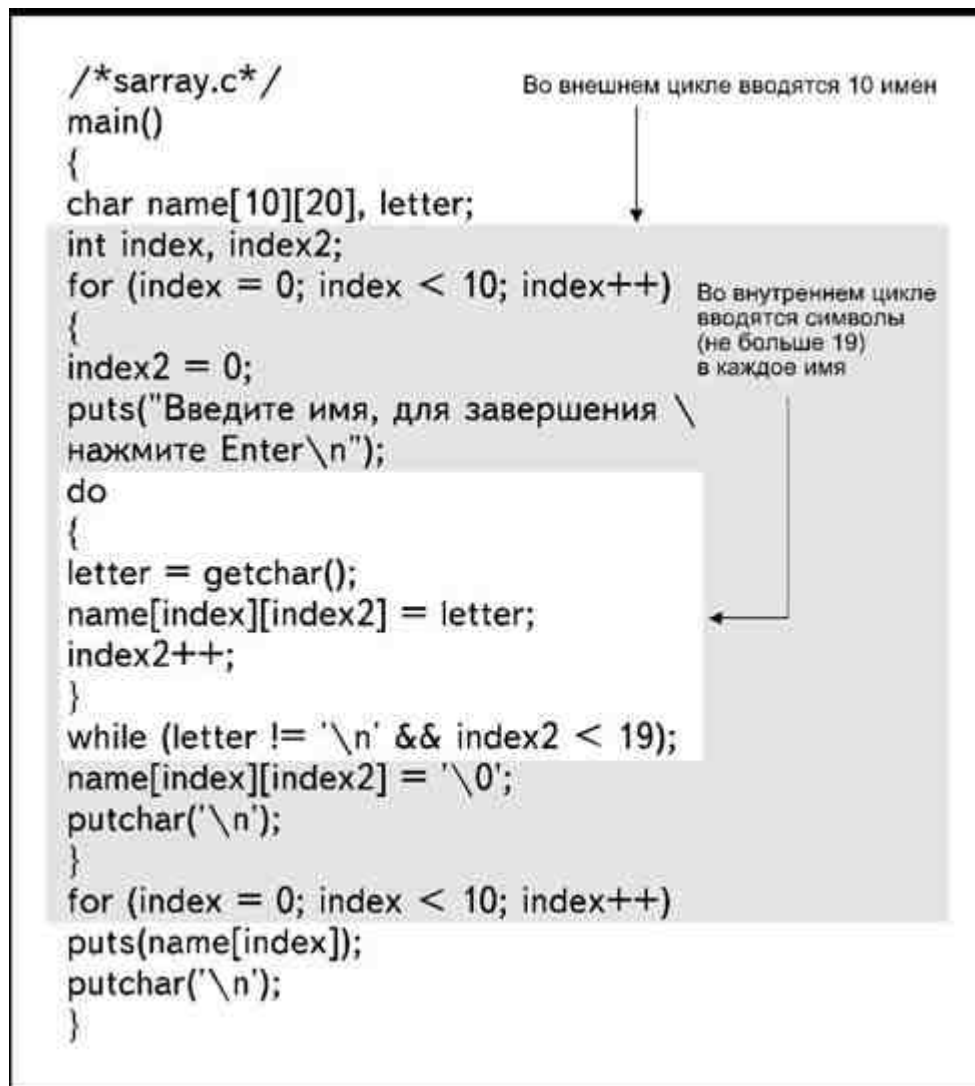 /*sarray.c*/
Во внешнем цикле вводятся 10 имен
main()
{
char name[10][20], letter;
int index, index2;
for (index = 0; index < 10; index++)
Во внутреннем цикле
вводятся символы
(не больше 19)
в каждое имя
{
index2 = 0;
puts("Введите имя, для завершения \
нажмите Enter\n");
do
{
letter = getchar();
name[index][index2] = letter;
index2++;
}
while (letter != '\n' && index2 < 19);
name[index][index2] = '\0';
putchar('\n');
}
for (index = 0; index < 10; index++)
puts(name[index]);
putchar('\n');
}